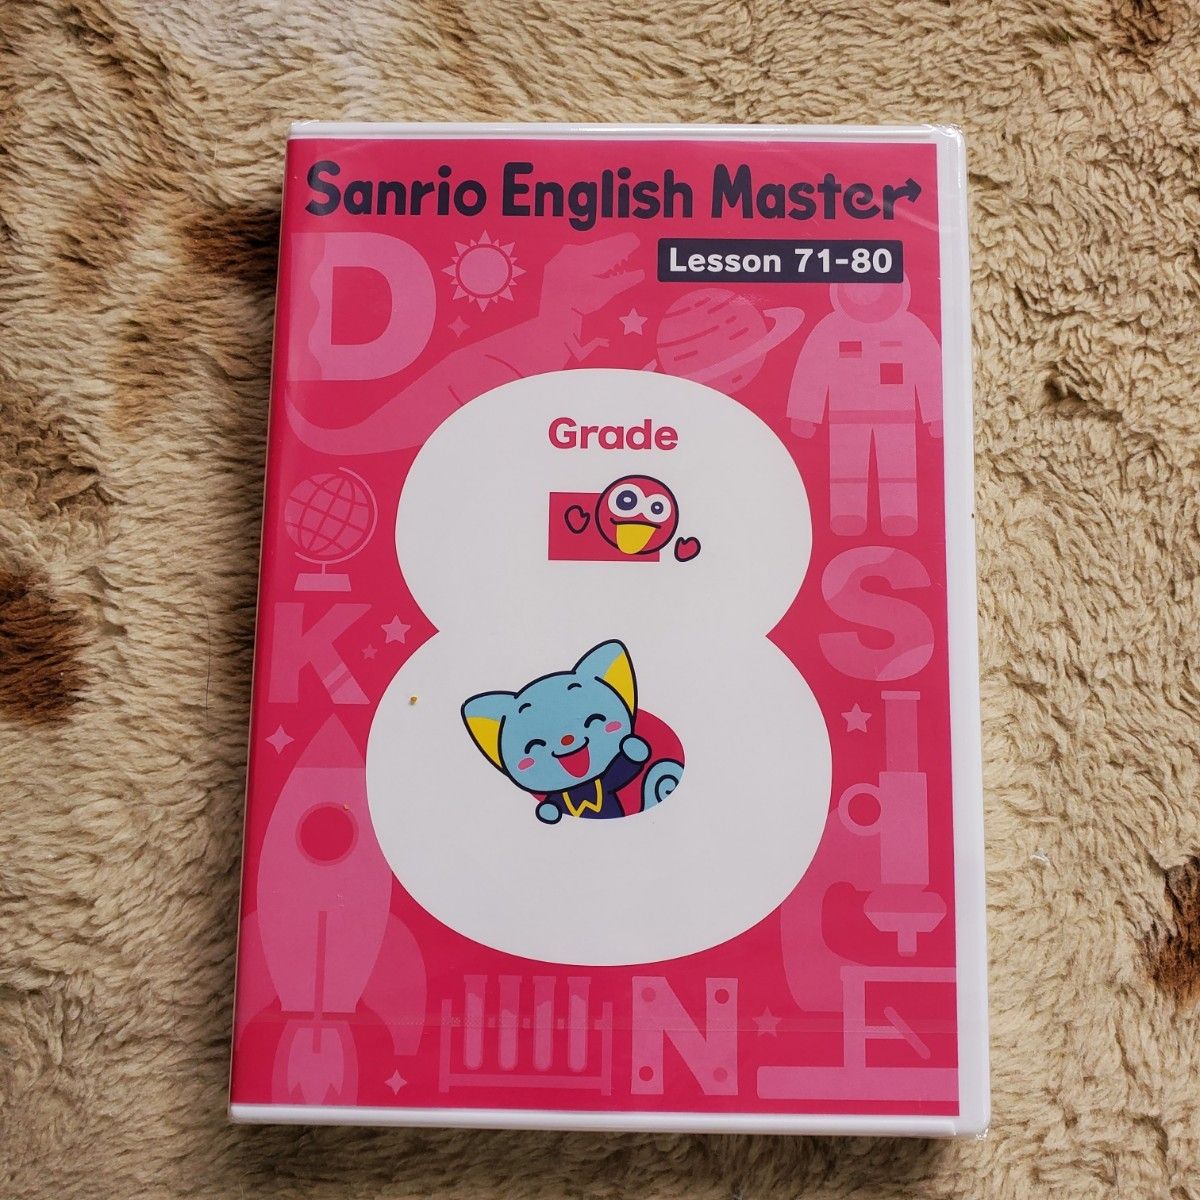 Sanrio English Master
Lesson 71-80
D
Grade
8
K
S
N